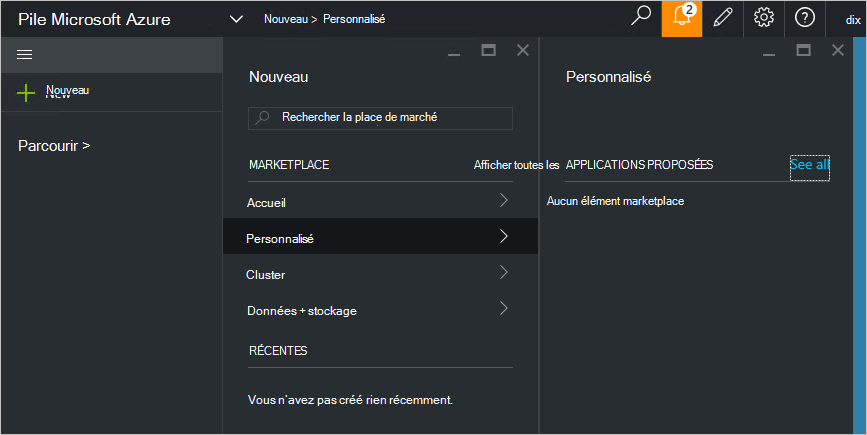 Pile Microsoft Azure
Nouveau > Personnalisé
2
dix
Nouveau
New
Parcourir >
Nouveau
Rechercher la place de marché
MARKETPLACE
Afficher toutes les
Accueil
Personnalisé
Cluster
Données + stockage
RÉCENTES
Vous n'avez pas créé rien récemment.
Personnalisé
APPLICATIONS PROPOSÉES
See all
Aucun élément marketplace